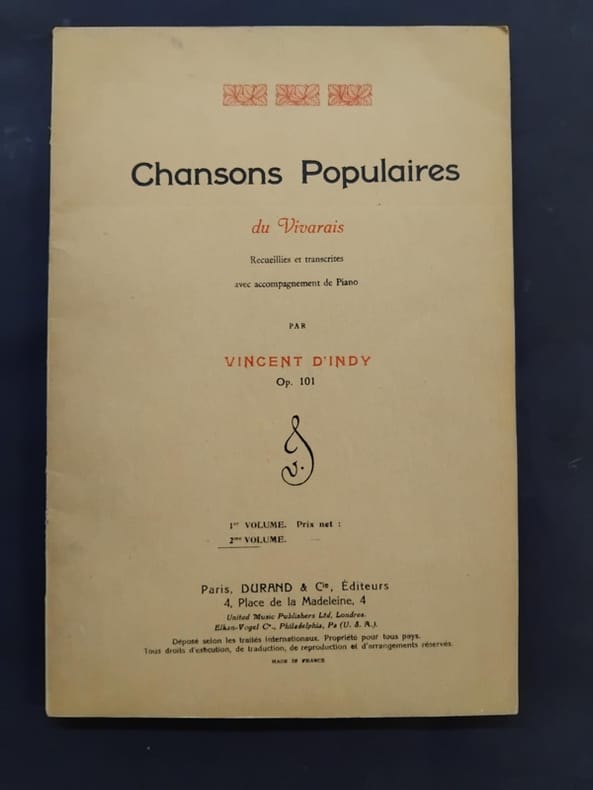 Chansons Populaires
du Vivarais
Recueillies et transcrites
avec accompagnement de Piano
PAR
VINCENT D'INDY
Op. 101
V. J
1er VOLUME. Prix net :
2me VOLUME.
Paris, DURAND & Cie, Éditeurs
4, Place de la Madeleine, 4
United Music Publishers Ltd, Londres.
Elkan-Vogel Co., Philadelphia, Pa (U. S. A.).
Déposé selon les traités internationaux. Propriété pour tous pays.
Tous droits d'exécution, de traduction, de reproduction et d'arrangements réservés.
MADE IN FRANCE